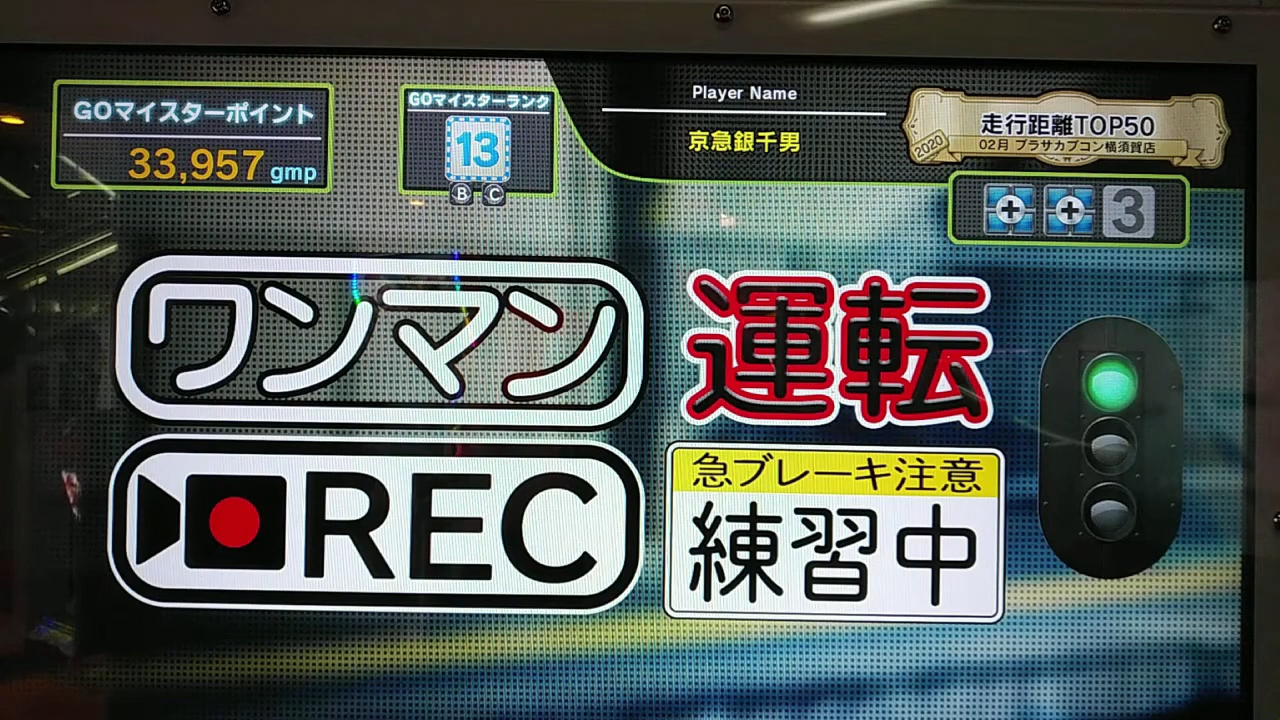 GOマイスターポイント
33,957 gmp
GOマイスターランク
13
B C
Player Name
京急銀千男
走行距離TOP50
2020
02月 プラサカプコン横須賀店
3
ワンマン
運転
REC
急ブレーキ注意
練習中